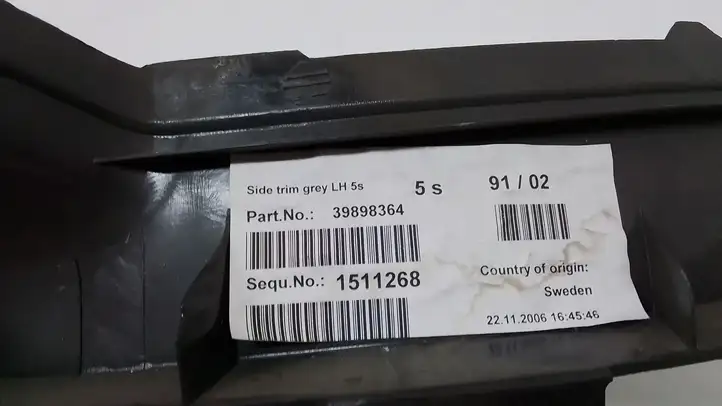 Side trim grey LH 5s 5 s 91 / 02
Part.No.: 39898364
Sequ.No.: 1511268
Country of origin:
Sweden
22.11.2006 16:45:46